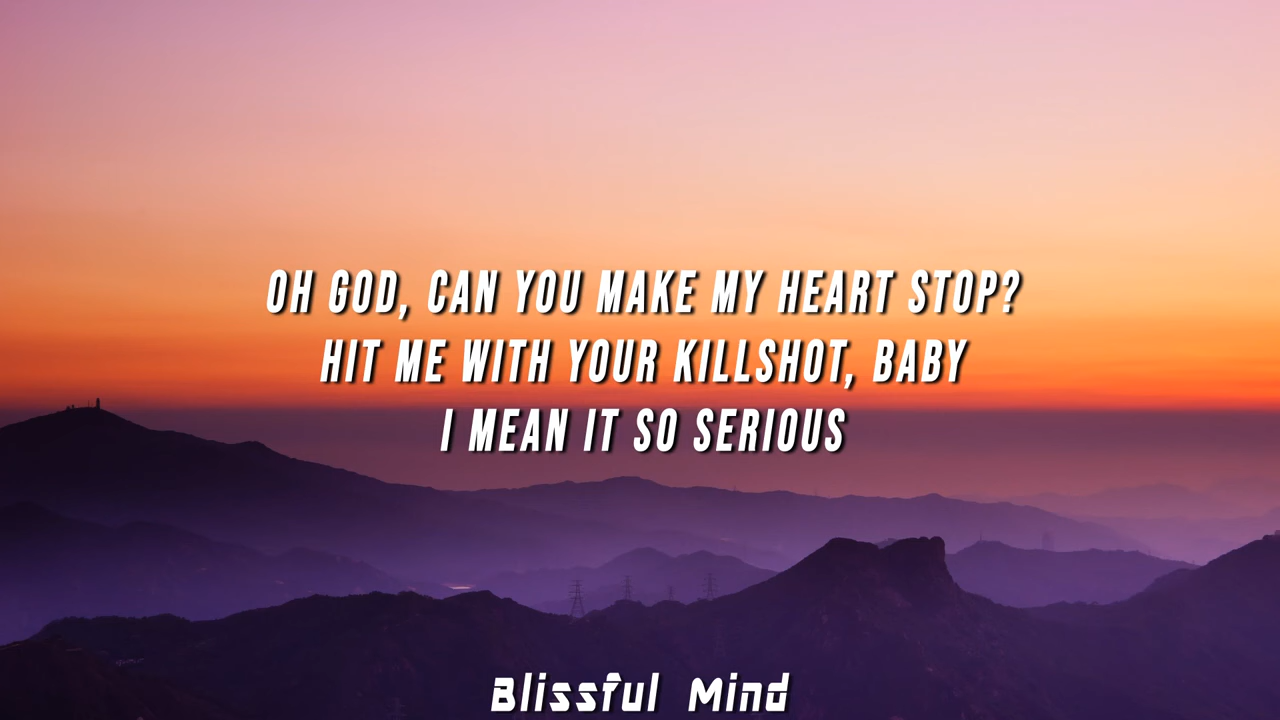 OH GOD, CAN YOU MAKE MY HEART STOP?
HIT ME WITH YOUR KILLSHOT, BABY
I MEAN IT SO SERIOUS
Blissful Mind